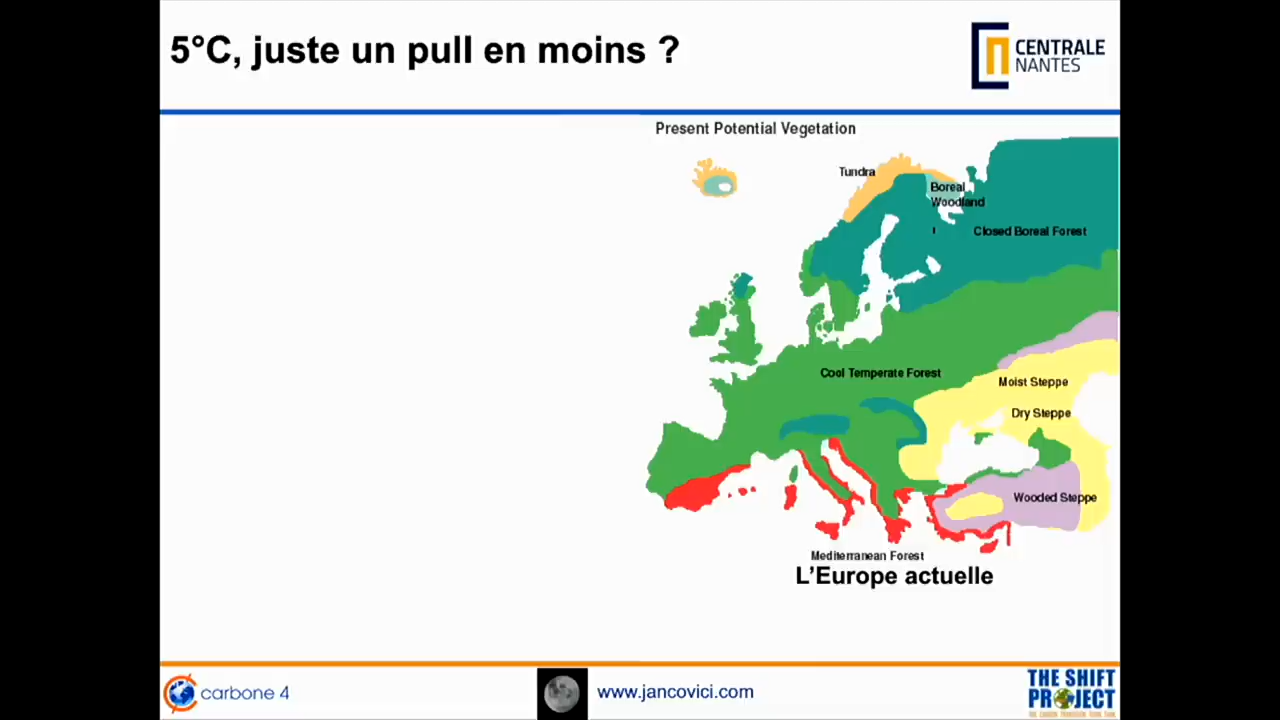 5°C, juste un pull en moins ?
CENTRALE
NANTES
Present Potential Vegetation
Tundra
Boreal
Woodland
Closed Boreal Forest
Cool Temperate Forest
Moist Steppe
Dry Steppe
Wooded Steppe
Mediterranean Forest
L'Europe actuelle
carbone 4
www.jancovici.com
THE SHIFT
PROJECT